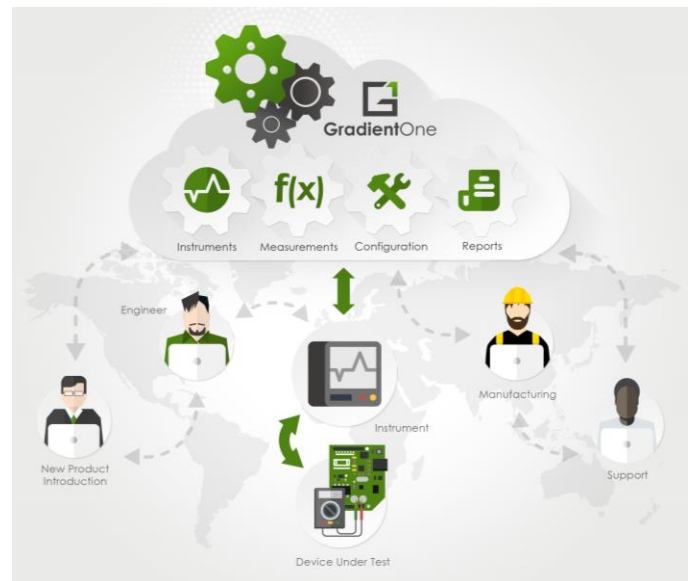 GradientOne
f(x)
Instruments
Measurements
Configuration
Reports
Engineer
Manufacturing
Instrument
New Product
Introduction
Support
Device Under Test